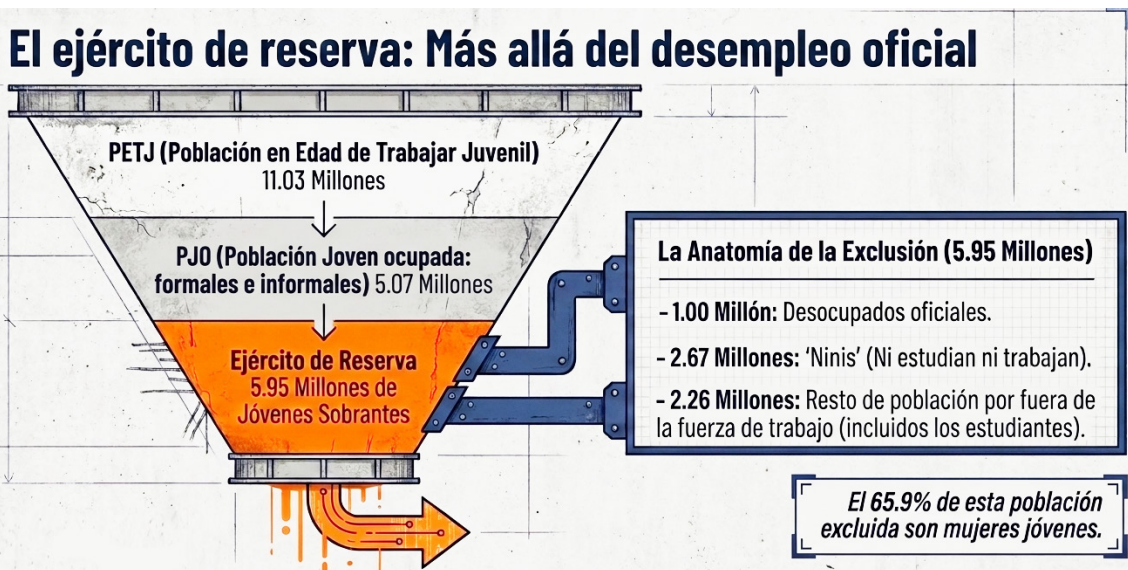 El ejército de reserva: Más allá del desempleo oficial
PETJ (Población en Edad de Trabajar Juvenil)
11.03 Millones
PJO (Población Joven ocupada:
formales e informales) 5.07 Millones
Ejército de Reserva
5.95 Millones de
Jóvenes Sobrantes
La Anatomía de la Exclusión (5.95 Millones)
- 1.00 Millón: Desocupados oficiales.
- 2.67 Millones: ‘Ninis’ (Ni estudian ni trabajan).
- 2.26 Millones: Resto de población por fuera de
la fuerza de trabajo (incluidos los estudiantes).
El 65.9% de esta población
excluida son mujeres jóvenes.